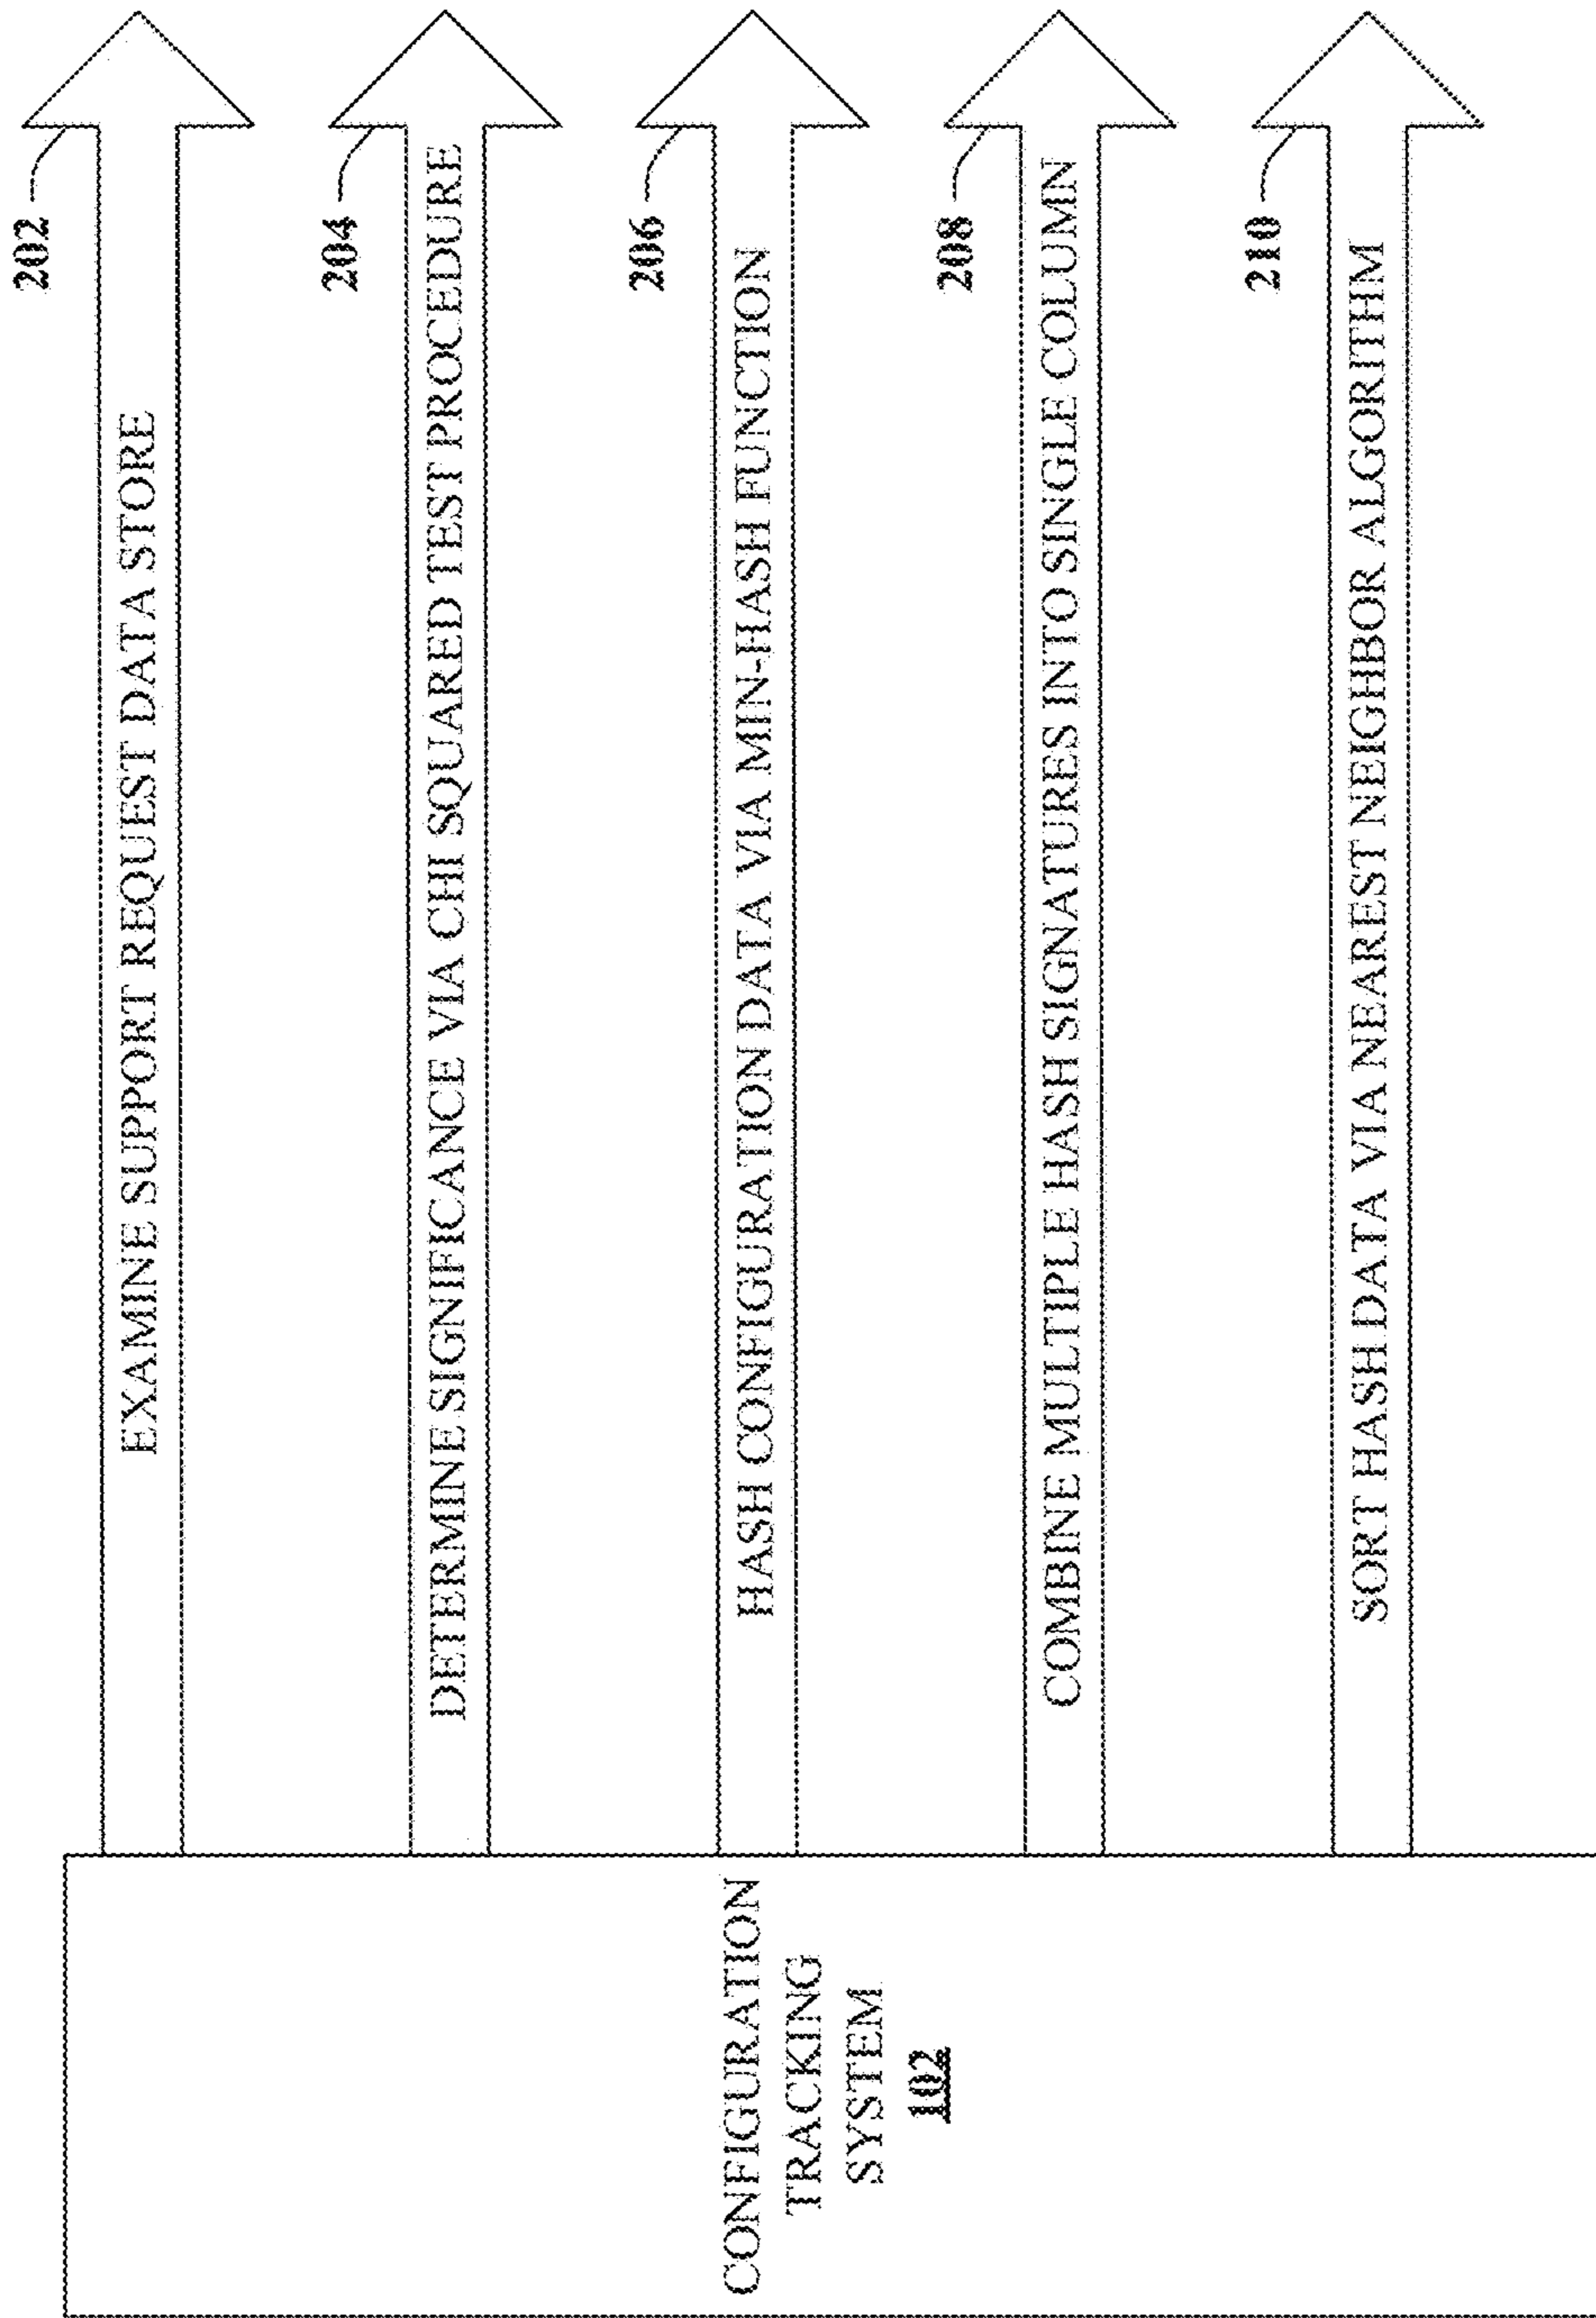 CONFIGURATION
TRACKING
SYSTEM
102
EXAMINE SUPPORT REQUEST DATA STORE
202
DETERMINE SIGNIFICANCE VIA CHI SQUARED TEST PROCEDURE
204
HASH CONFIGURATION DATA VIA MIN-HASH FUNCTION
206
COMBINE MULTIPLE HASH SIGNATURES INTO SINGLE COLUMN
208
SORT HASH DATA VIA NEAREST NEIGHBOR ALGORITHM
210